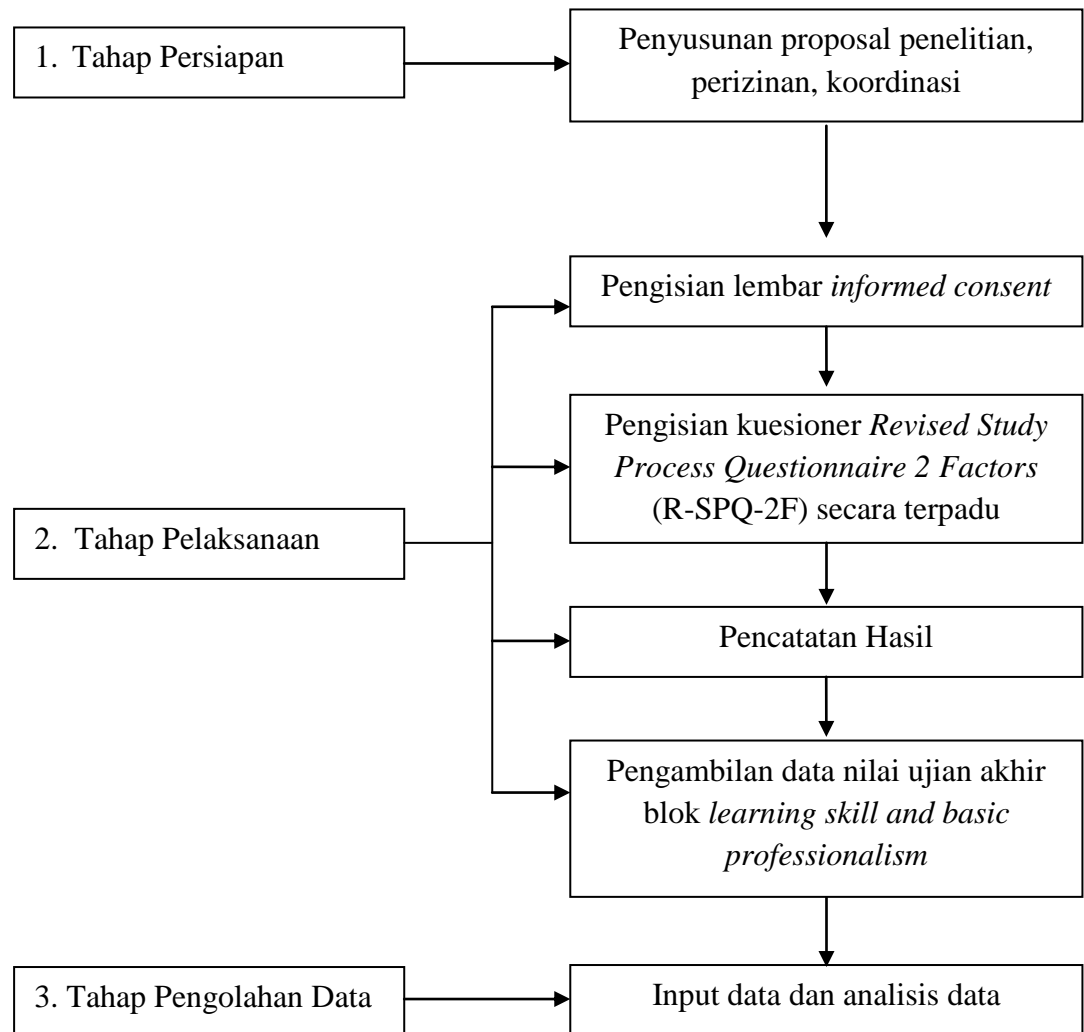 1. Tahap Persiapan
Penyusunan proposal penelitian,
perizinan, koordinasi
Pengisian lembar informed consent
Pengisian kuesioner Revised Study
Process Questionnaire 2 Factors
(R-SPQ-2F) secara terpadu
2. Tahap Pelaksanaan
Pencatatan Hasil
Pengambilan data nilai ujian akhir
blok learning skill and basic
professionalism
3. Tahap Pengolahan Data
Input data dan analisis data